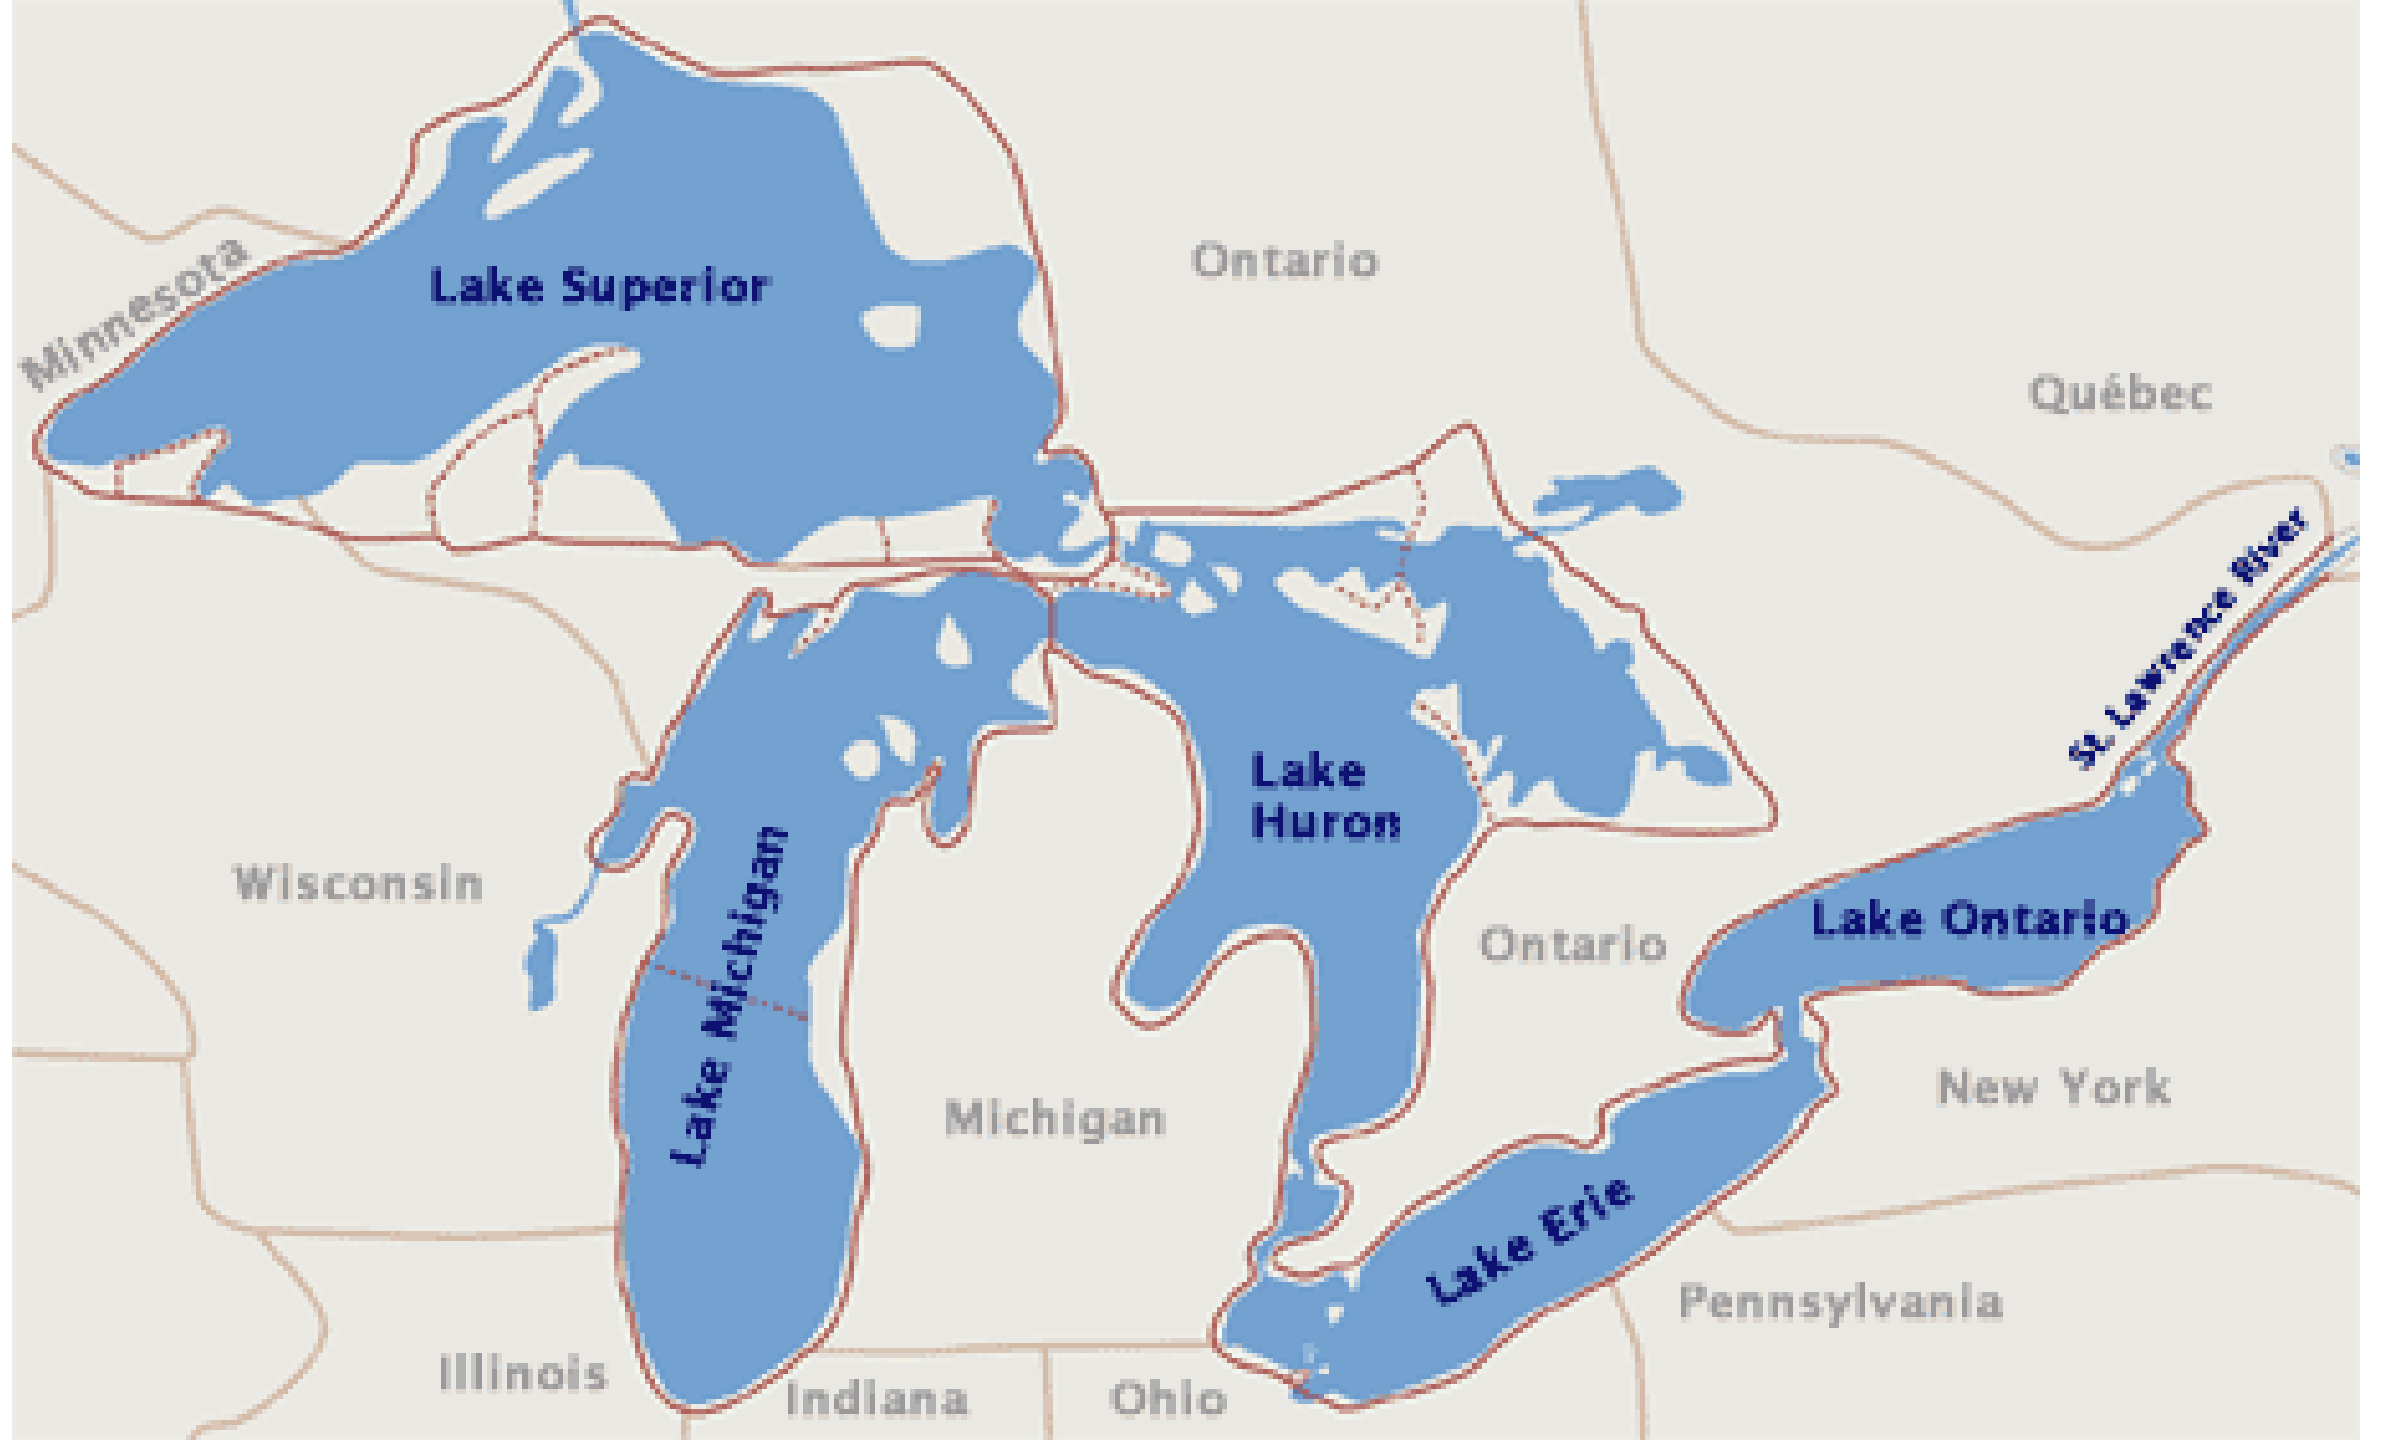 Minnesota
Lake Superior
Ontario
Québec
St. Lawrence River
Lake
Huron
Wisconsin
Lake Michigan
Ontario
Lake Ontario
Michigan
New York
Lake Erie
Pennsylvania
Illinois
Indiana
Ohio